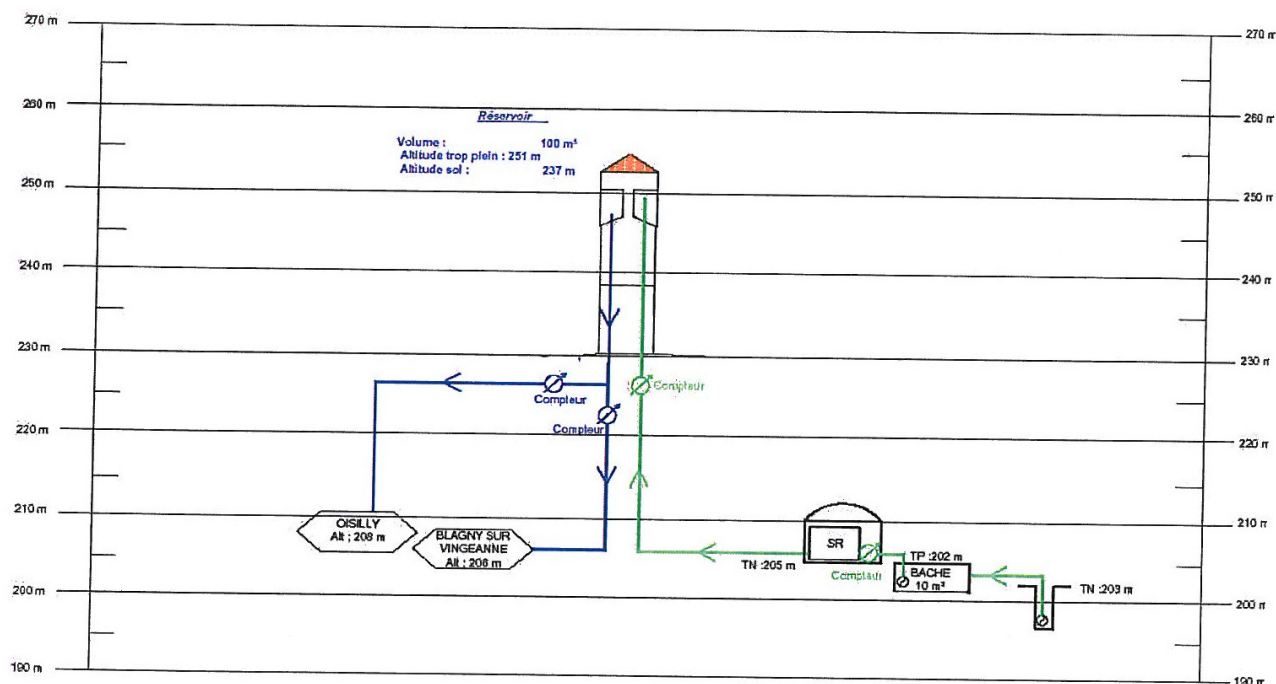 270 m
270 m
260 m
260 m
Réservoir
Volume : 100 m³
Altitude trop plein : 251 m
Altitude sol : 237 m
250 m
250 m
240 m
240 m
230 m
230 m
Compteur
Compteur
Compteur
220 m
220 m
210 m
210 m
OISILLY
Alt : 208 m
BLAGNY SUR
VINGEANNE
Alt : 206 m
SR
TN :205 m
TP :202 m
Compteur
BACHE
10 m³
TN :203 m
200 m
200 m
190 m
190 m